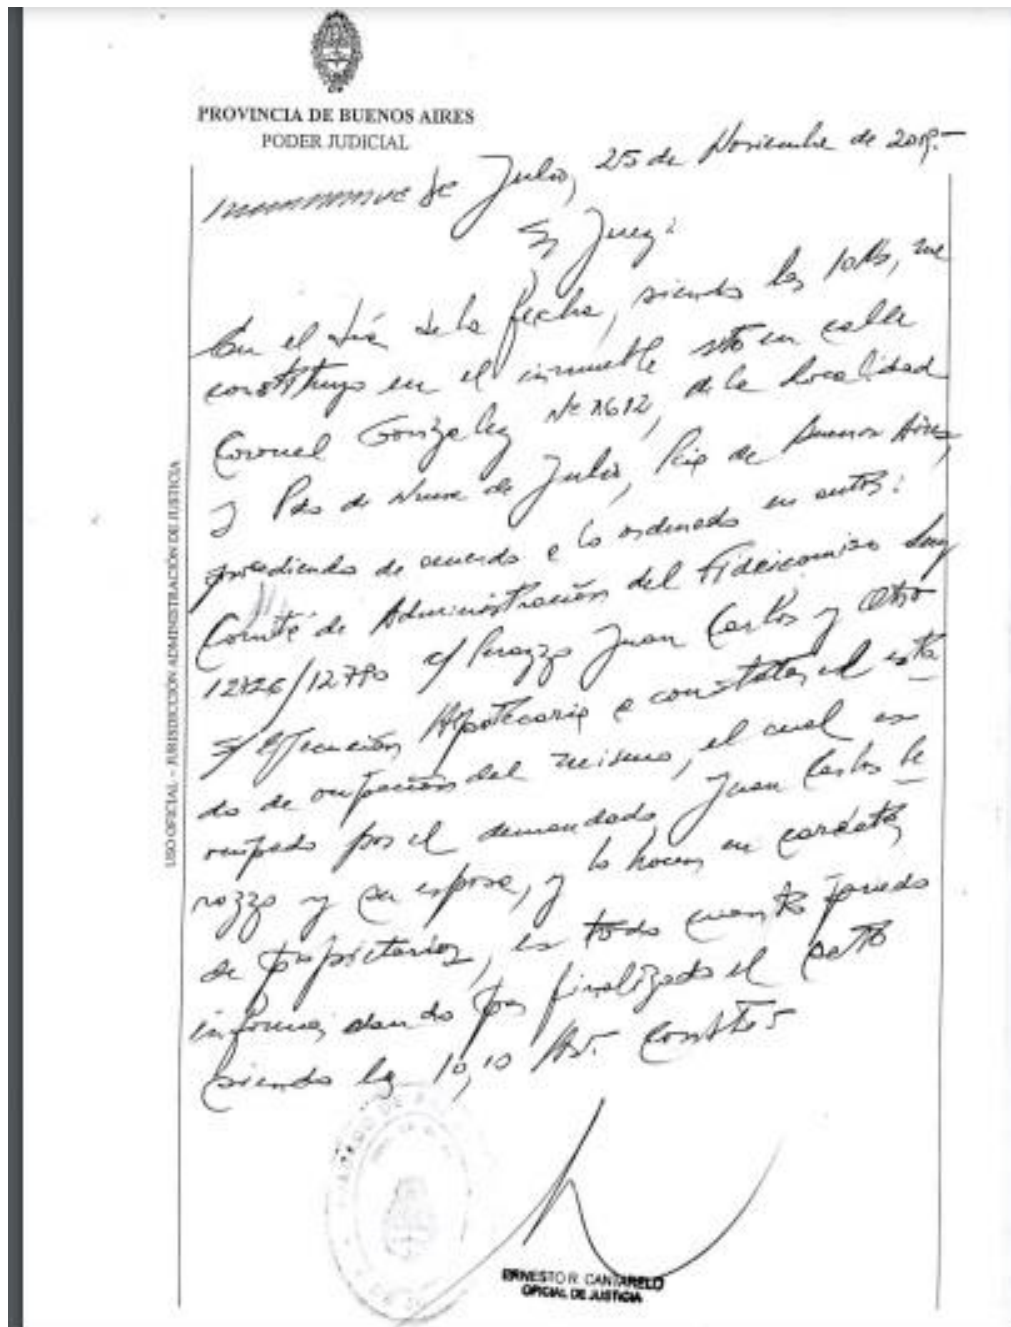 PROVINCIA DE BUENOS AIRES
PODER JUDICIAL
de Julio, 25 de Noviembre de 2019.-
Sr Juez:
En el día de la fecha, siendo las 10 Hs, me
constituyo en el inmueble sito en calle
Coronel Gonzalez Nº 1612, de la Localidad
y Pdo de Nueve de Julio, Pcia de Buenos Aires,
procediendo de acuerdo a lo ordenado en autos:
Comité de Administración del Fideicomiso Ley
12726/12790 c/ Perozzo Juan Carlos y Otro
s/ Ejecución Hipotecaria a constatar el esta
do de ocupación del mismo, el cual es
ocupado por el demandado Juan Carlos Pe
rozzo y su esposa, y lo hacen en carácter
de propietarios, es todo cuanto puedo
informar dando por finalizado el acto
siendo las 10,10 Hs. Conste-
USO OFICIAL – JURISDICCIÓN ADMINISTRACIÓN DE JUSTICIA
ERNESTO R. CANTARELO
OFICIAL DE JUSTICIA